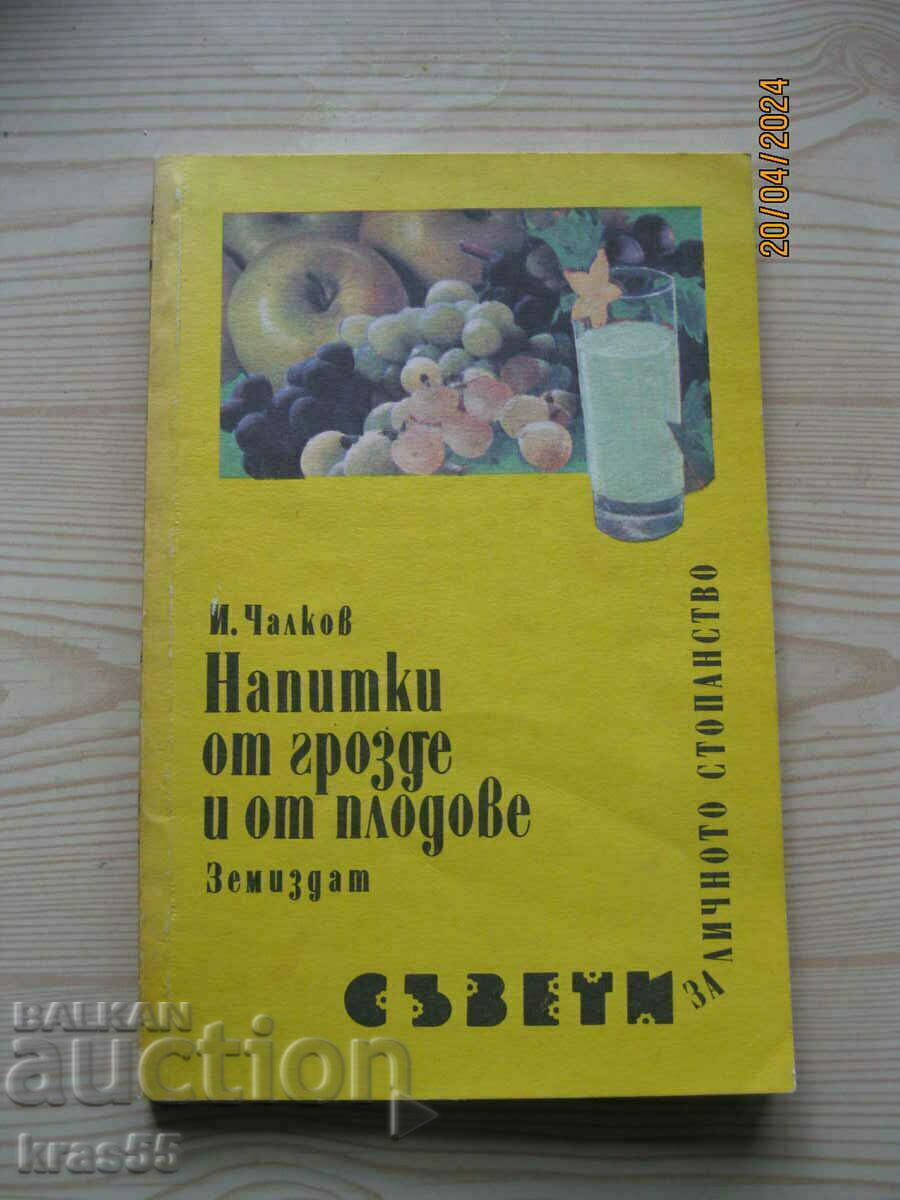 20/04/2024
И. Чалков
Напитки
от грозде
и от плодове
Земиздат
СЪВЕТИ
ЗА
ЛИЧНОТО СТОПАНСТВО
BALKAN
auction
kras55